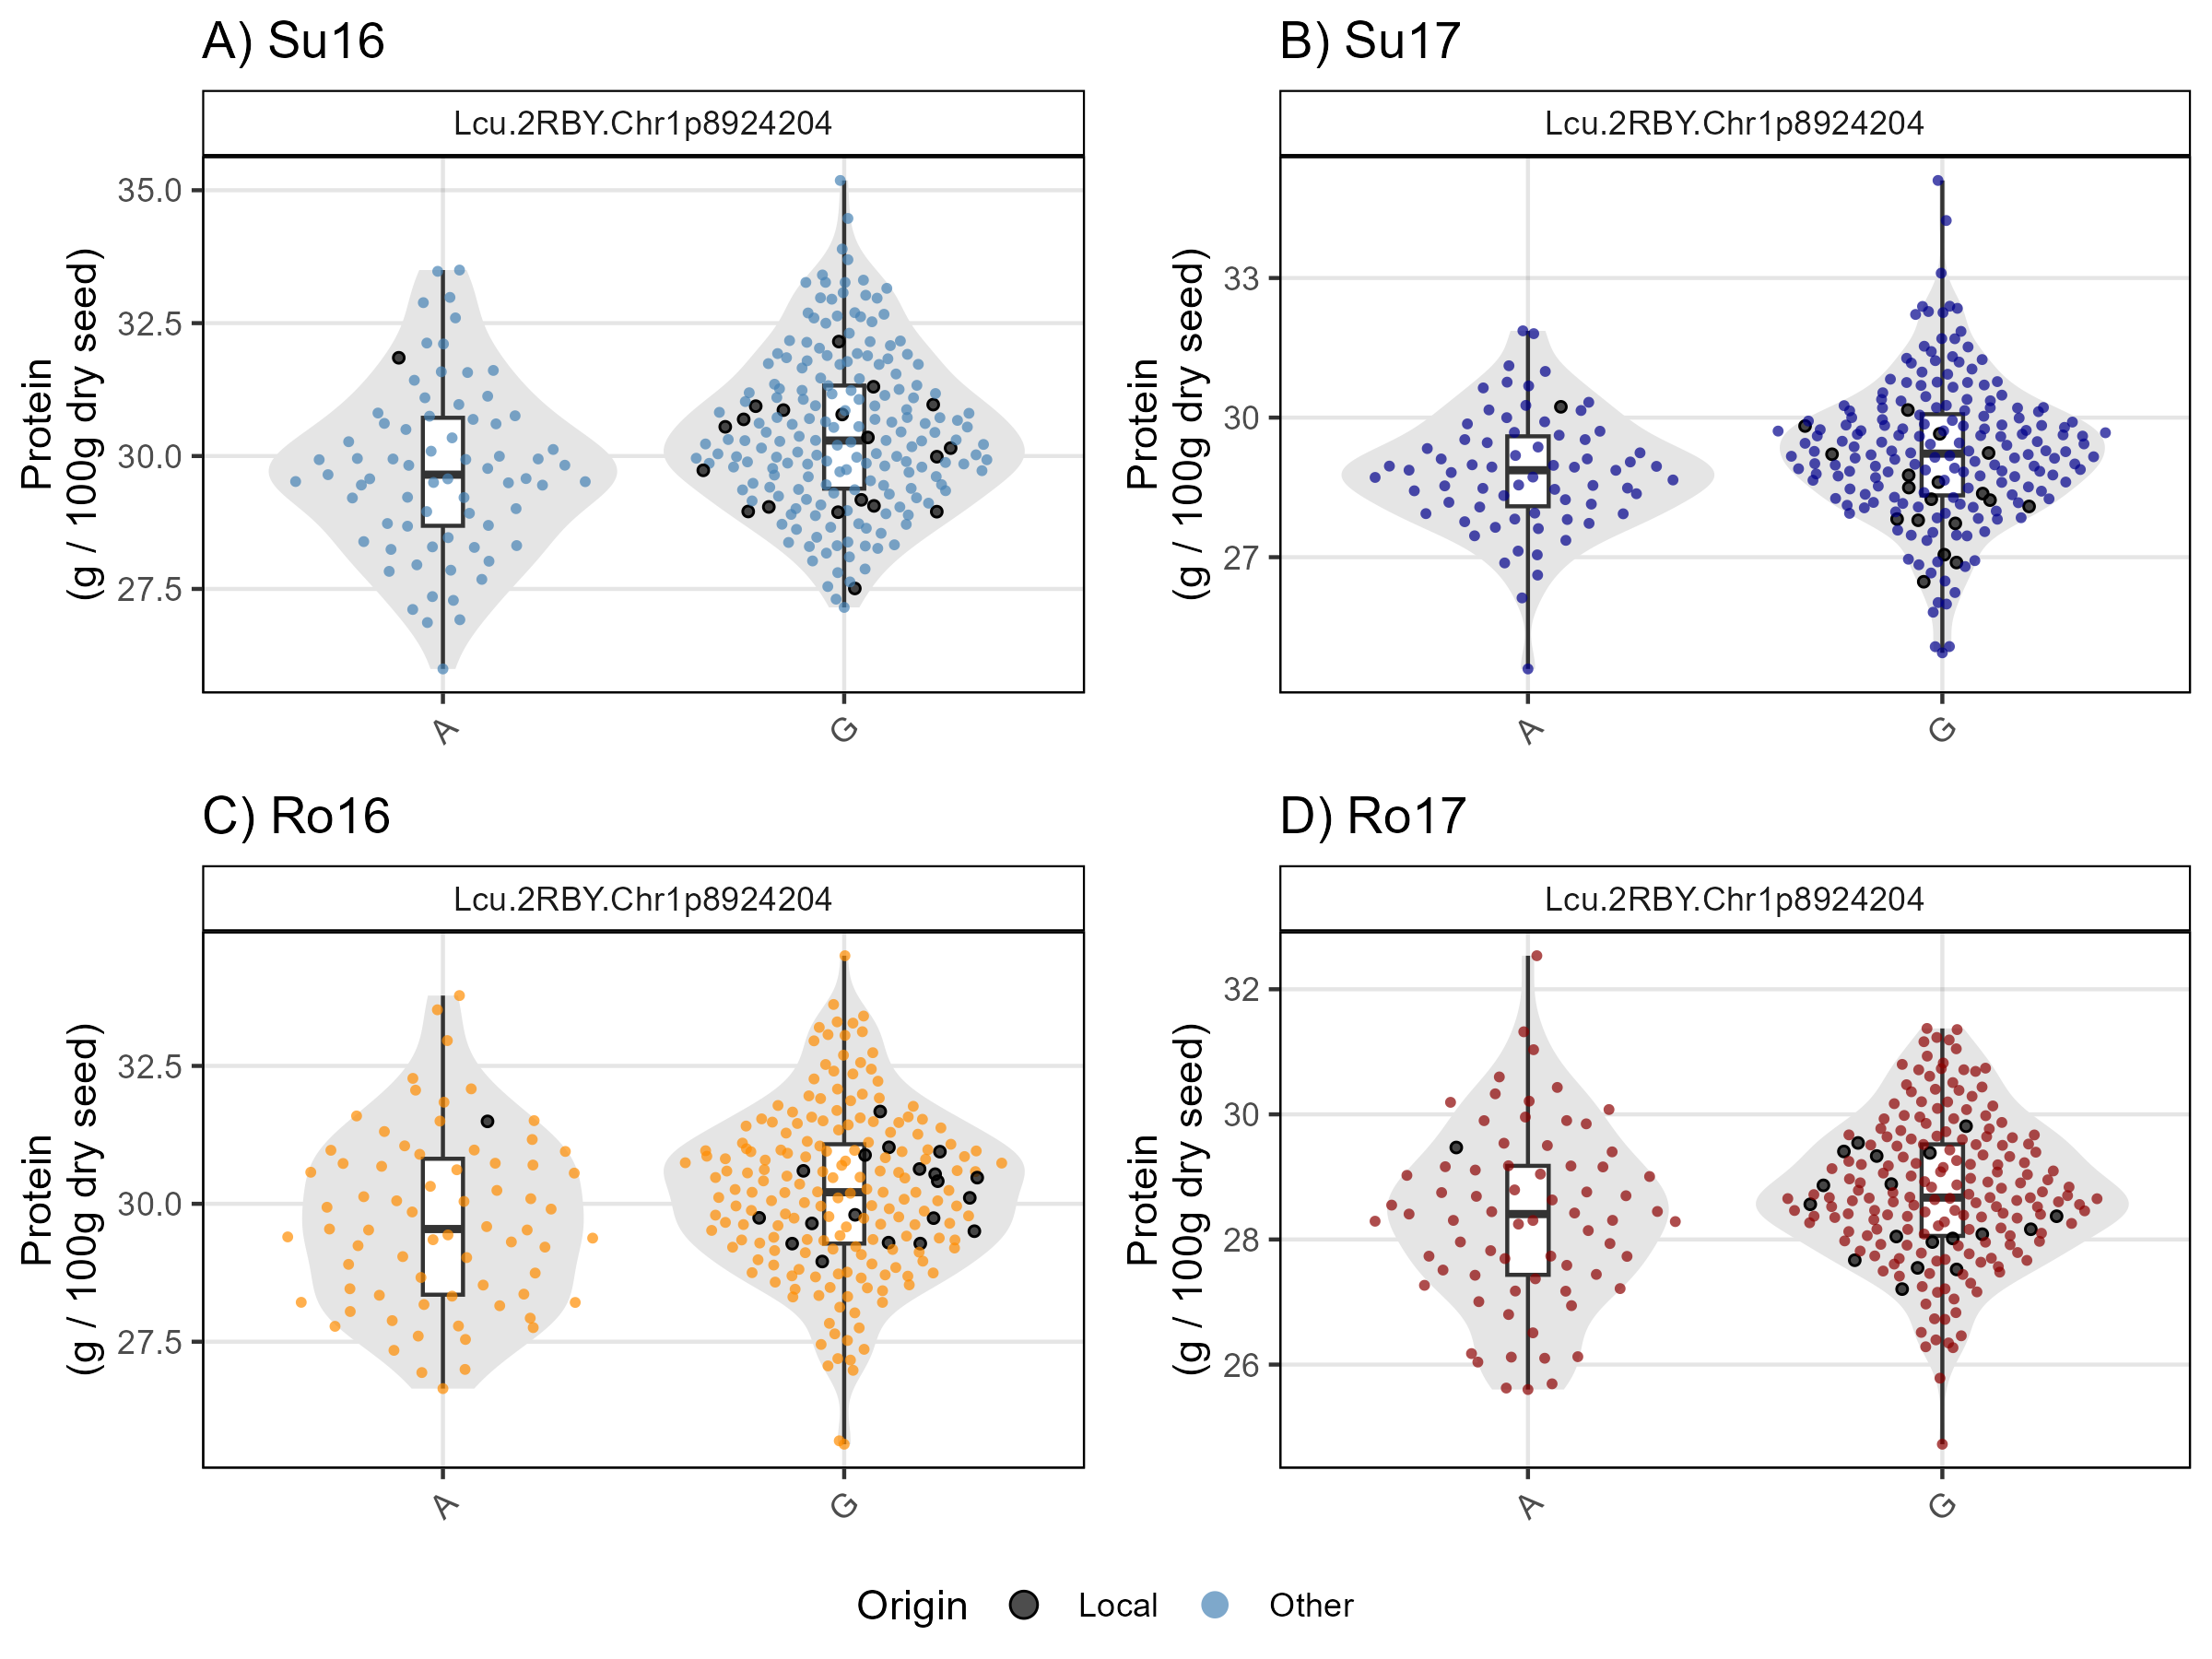 A) Su16
Lcu.2RBY.Chr1p8924204
Protein
(g / 100g dry seed)
35.0
32.5
30.0
27.5
A
G
B) Su17
Lcu.2RBY.Chr1p8924204
Protein
(g / 100g dry seed)
33
30
27
A
G
C) Ro16
Lcu.2RBY.Chr1p8924204
Protein
(g / 100g dry seed)
32.5
30.0
27.5
A
G
D) Ro17
Lcu.2RBY.Chr1p8924204
Protein
(g / 100g dry seed)
32
30
28
26
A
G
Origin Local Other